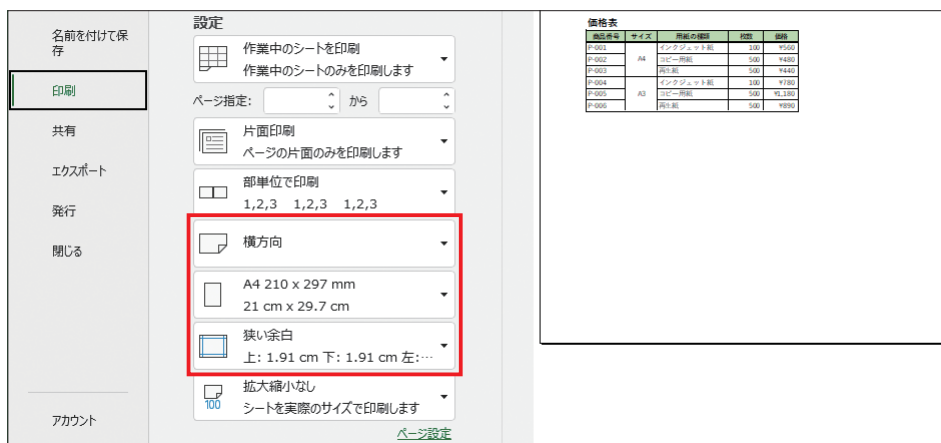 名前を付けて保
存
印刷
共有
エクスポート
発行
閉じる
アカウント
設定
作業中のシートを印刷
作業中のシートのみを印刷します
ページ指定:
から
片面印刷
ページの片面のみを印刷します
部単位で印刷
1,2,3 1,2,3 1,2,3
横方向
A4 210 x 297 mm
21 cm x 29.7 cm
狭い余白
上: 1.91 cm 下: 1.91 cm 左:…
拡大縮小なし
100
シートを実際のサイズで印刷します
ページ設定
価格表
商品番号 サイズ 用紙の種類 枚数 価格
P-001 インクジェット紙 100 ¥560
P-002 A4 コピー用紙 500 ¥480
P-003 再生紙 500 ¥440
P-004 インクジェット紙 100 ¥780
P-005 A3 コピー用紙 500 ¥1,180
P-006 再生紙 500 ¥890